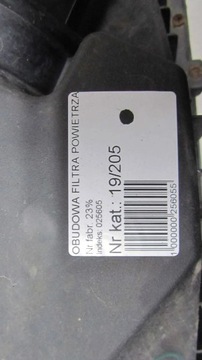 OBUDOWA FILTRA POWIETRZA
Nr fabr: 23%
indeks: 025605
Nr kat.: 19/205
1000000256055